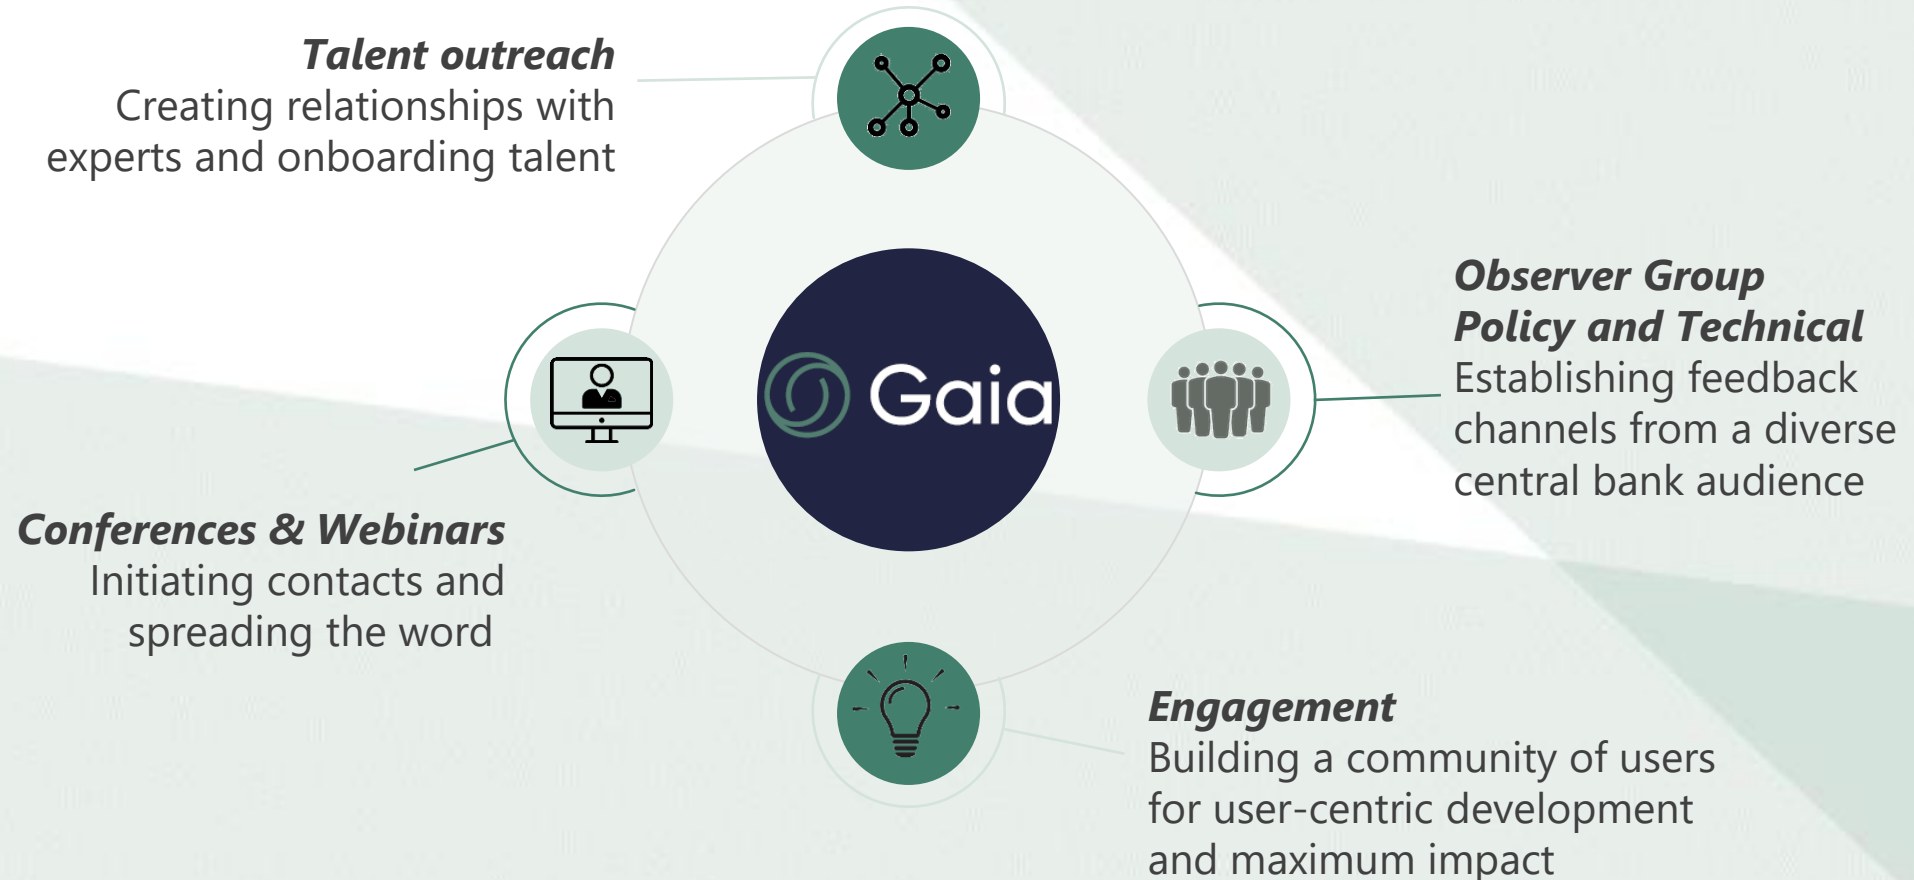 Talent outreach
Creating relationships with
experts and onboarding talent
Gaia
Observer Group
Policy and Technical
Establishing feedback
channels from a diverse
central bank audience
Conferences & Webinars
Initiating contacts and
spreading the word
Engagement
Building a community of users
for user-centric development
and maximum impact